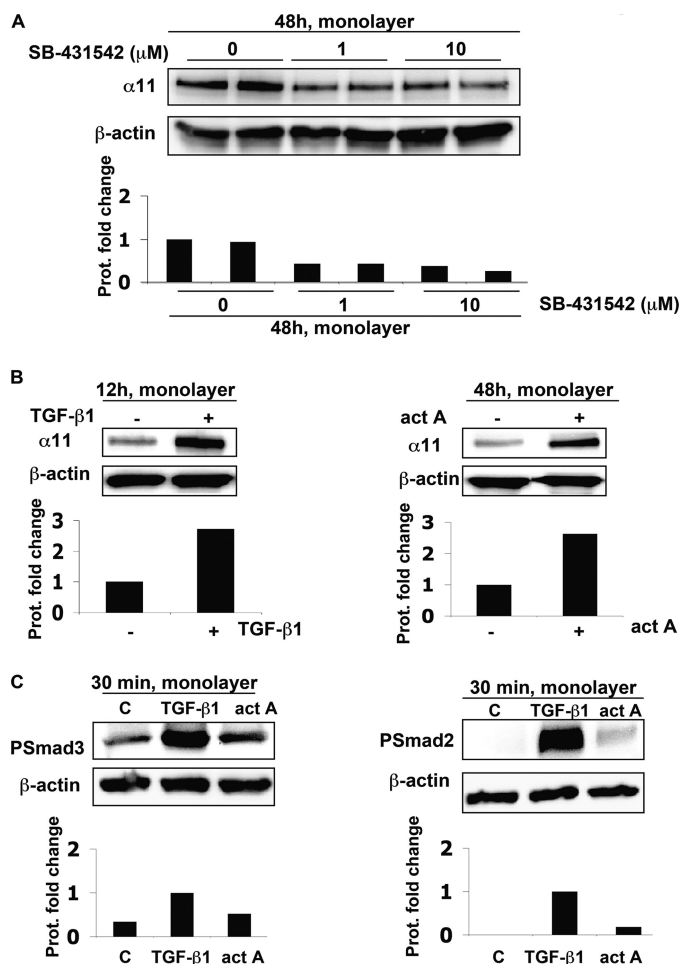 A
48h, monolayer
SB-431542 (μM) 0 1 10
α11
β-actin
Prot. fold change
2
1
0
0 1 10 SB-431542 (μM)
48h, monolayer
B
12h, monolayer
TGF-β1 - +
α11
β-actin
Prot. fold change
3
2
1
0
- + TGF-β1
48h, monolayer
act A - +
α11
β-actin
Prot. fold change
3
2
1
0
- + act A
C
30 min, monolayer
C TGF-β1 act A
PSmad3
β-actin
Prot. fold change
2
1
0
C TGF-β1 act A
30 min, monolayer
C TGF-β1 act A
PSmad2
β-actin
Prot. fold change
2
1
0
C TGF-β1 act A